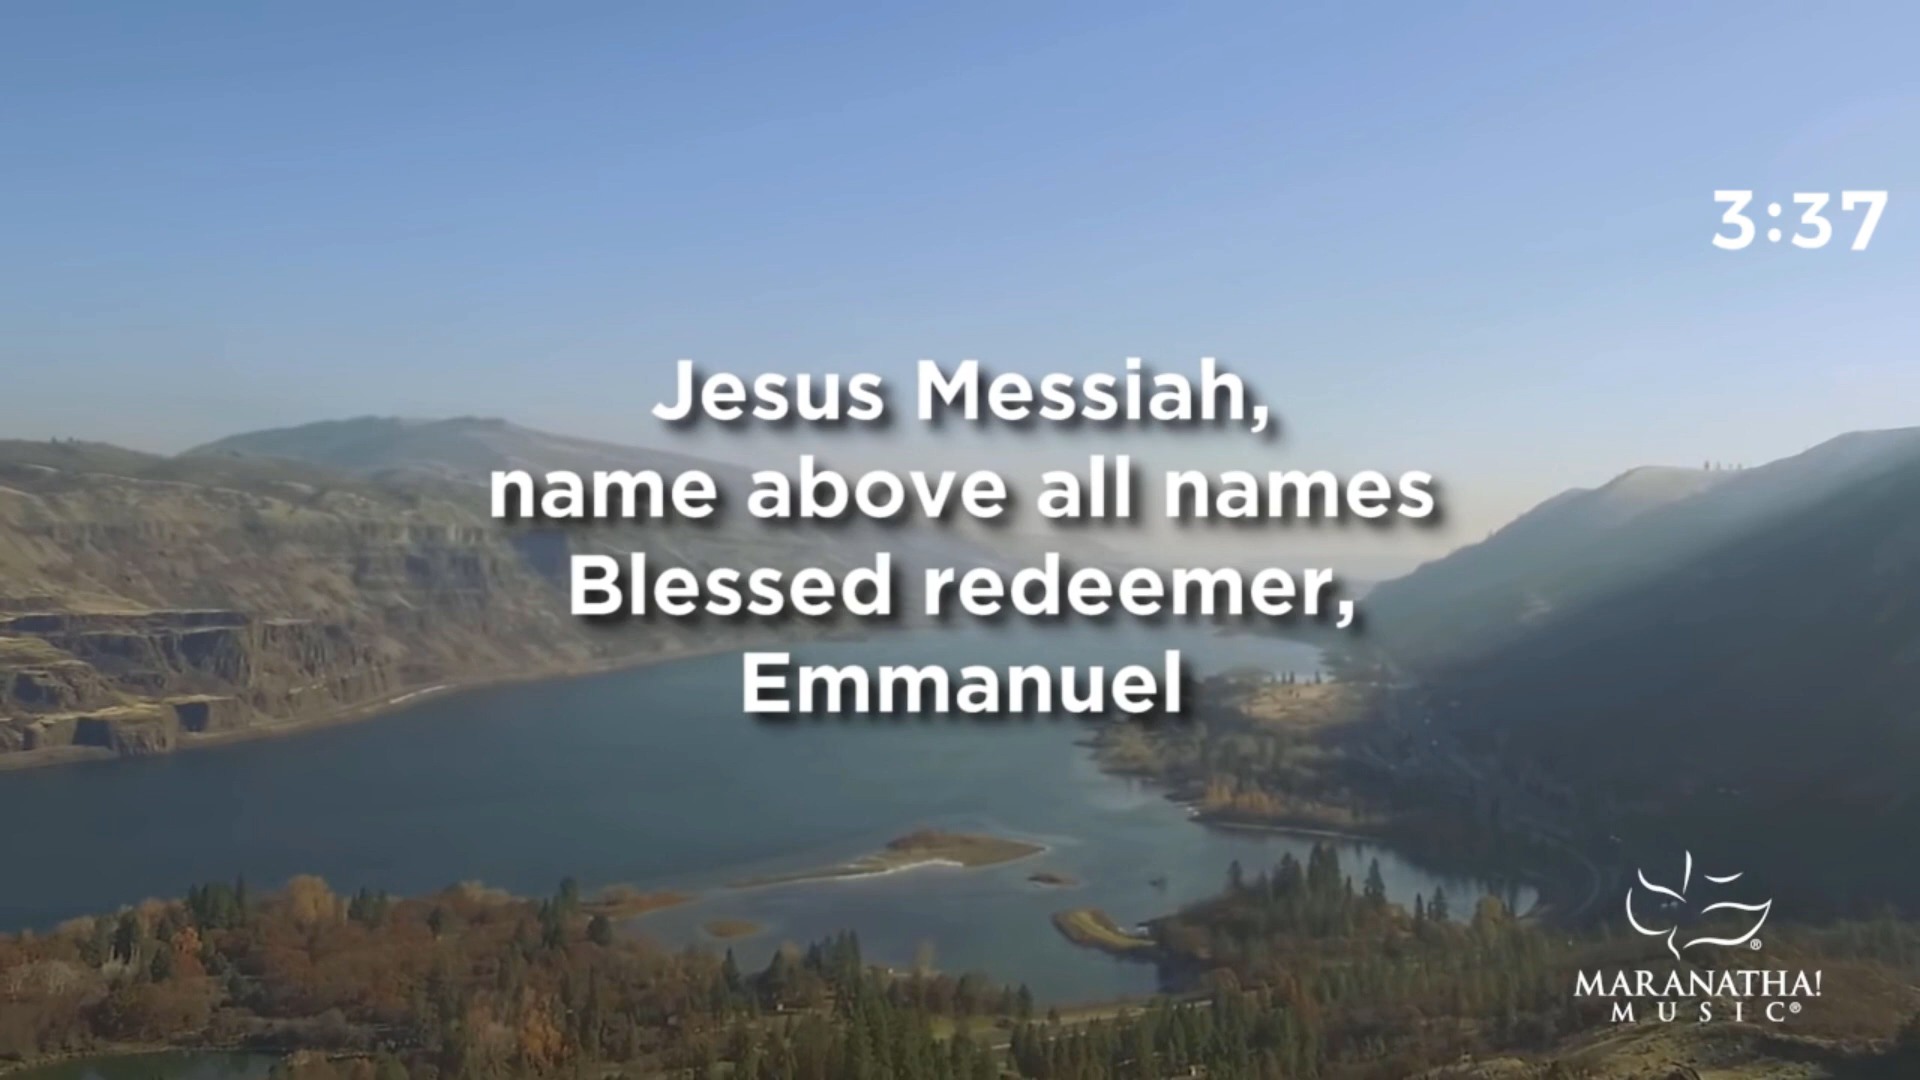 3:37
Jesus Messiah,
name above all names
Blessed redeemer,
Emmanuel
®
MARANATHA!
MUSIC®